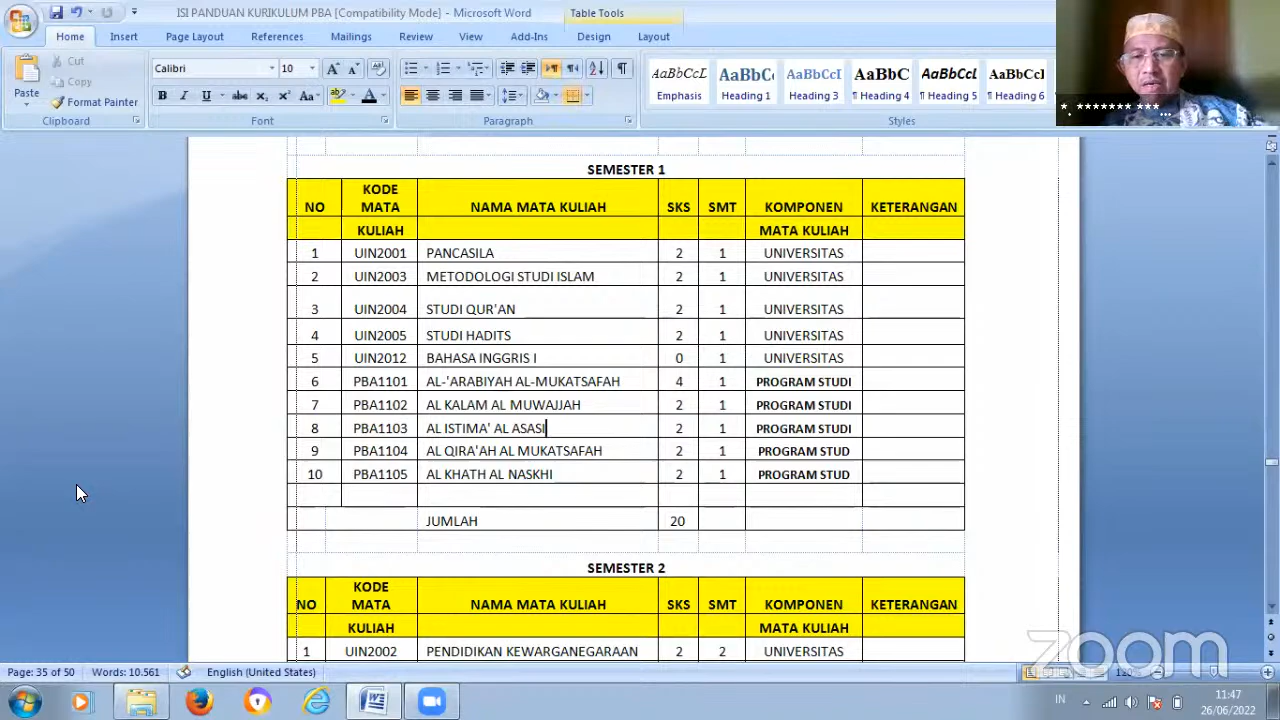 ISI PANDUAN KURIKULUM PBA [Compatibility Mode] - Microsoft Word
Table Tools
Home Insert Page Layout References Mailings Review View Add-Ins Design Layout
Paste
Cut
Copy
Format Painter
Clipboard
Calibri 10
Font
Paragraph
AaBbCcL AaBbC AaBbCc AaBbC AaBbCcL AaBbCc
Emphasis Heading 1 Heading 3 ¶ Heading 4 ¶ Heading 5 ¶ Heading 6
Styles
*. ******* ***...
SEMESTER 1
NO KODE MATA KULIAH NAMA MATA KULIAH SKS SMT KOMPONEN MATA KULIAH KETERANGAN
1 UIN2001 PANCASILA 2 1 UNIVERSITAS
2 UIN2003 METODOLOGI STUDI ISLAM 2 1 UNIVERSITAS
3 UIN2004 STUDI QUR'AN 2 1 UNIVERSITAS
4 UIN2005 STUDI HADITS 2 1 UNIVERSITAS
5 UIN2012 BAHASA INGGRIS I 0 1 UNIVERSITAS
6 PBA1101 AL-'ARABIYAH AL-MUKATSAFAH 4 1 PROGRAM STUDI
7 PBA1102 AL KALAM AL MUWAJJAH 2 1 PROGRAM STUDI
8 PBA1103 AL ISTIMA' AL ASASI 2 1 PROGRAM STUDI
9 PBA1104 AL QIRA'AH AL MUKATSAFAH 2 1 PROGRAM STUD
10 PBA1105 AL KHATH AL NASKHI 2 1 PROGRAM STUD
JUMLAH 20
SEMESTER 2
NO KODE MATA KULIAH NAMA MATA KULIAH SKS SMT KOMPONEN MATA KULIAH KETERANGAN
1 UIN2002 PENDIDIKAN KEWARGANEGARAAN 2 2 UNIVERSITAS
zoom
Page: 35 of 50 Words: 10.561 English (United States)
IN
11:47
26/06/2022